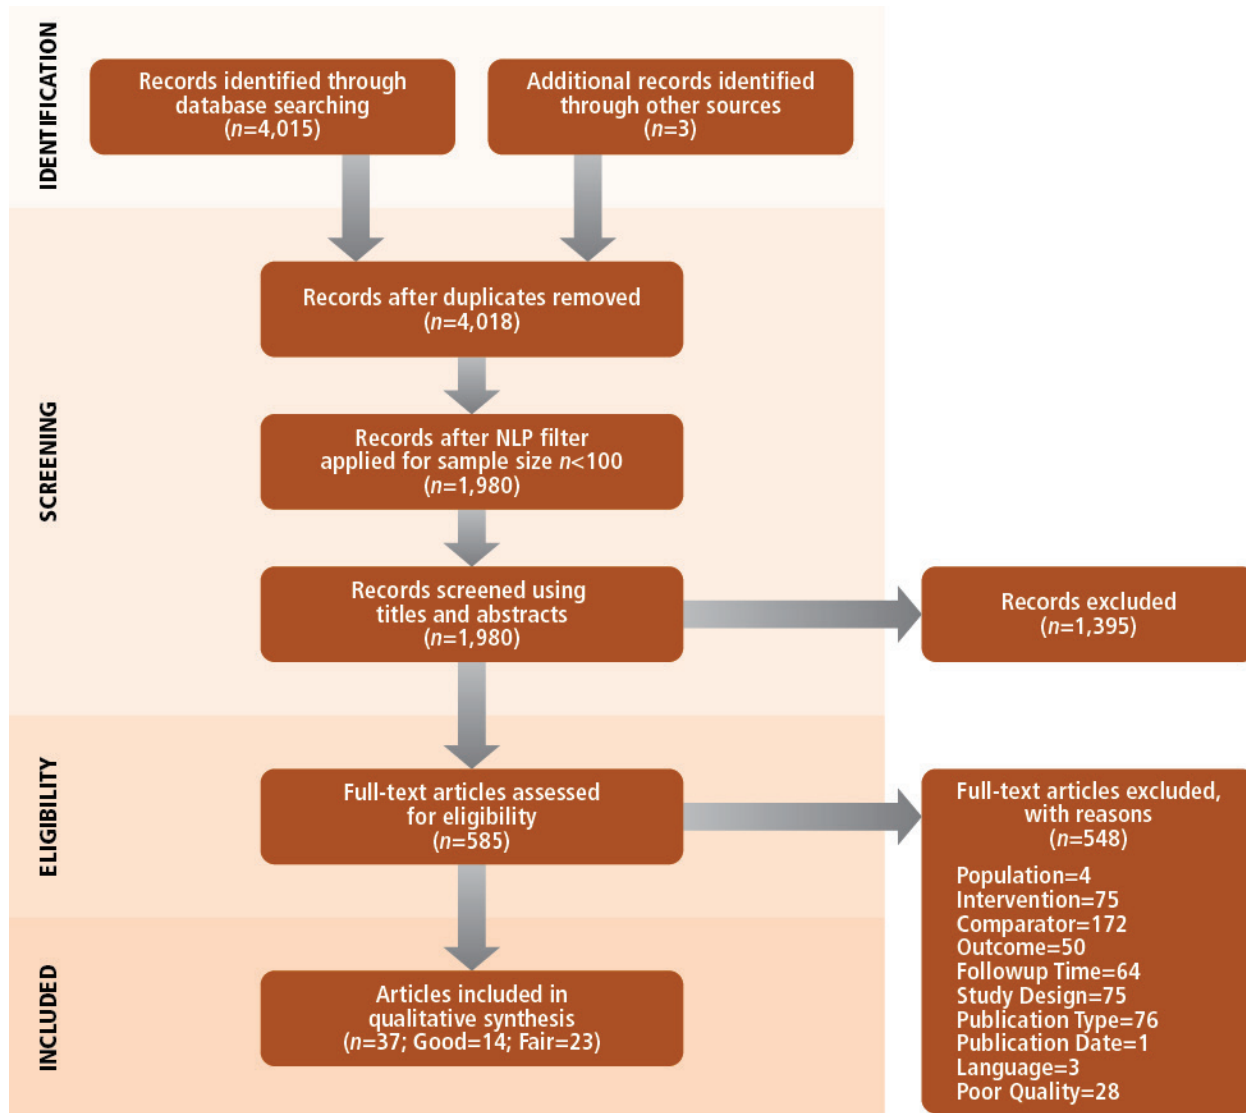 IDENTIFICATION
Records identified through
database searching
(n=4,015)
Additional records identified
through other sources
(n=3)
SCREENING
Records after duplicates removed
(n=4,018)
Records after NLP filter
applied for sample size n<100
(n=1,980)
Records screened using
titles and abstracts
(n=1,980)
Records excluded
(n=1,395)
ELIGIBILITY
Full-text articles assessed
for eligibility
(n=585)
Full-text articles excluded,
with reasons
(n=548)
Population=4
Intervention=75
Comparator=172
Outcome=50
Followup Time=64
Study Design=75
Publication Type=76
Publication Date=1
Language=3
Poor Quality=28
INCLUDED
Articles included in
qualitative synthesis
(n=37; Good=14; Fair=23)